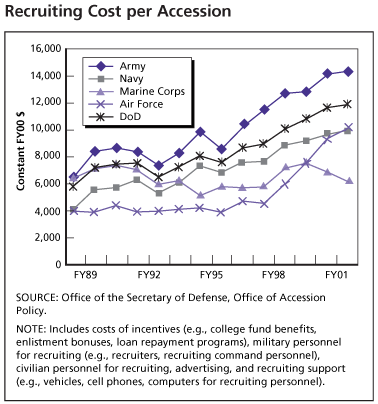 Recruiting Cost per Accession
16,000
14,000
12,000
10,000
8,000
6,000
4,000
2,000
0
Constant FY00 $
Army
Navy
Marine Corps
Air Force
DoD
FY89
FY92
FY95
FY98
FY01
SOURCE: Office of the Secretary of Defense, Office of Accession
Policy.
NOTE: Includes costs of incentives (e.g., college fund benefits,
enlistment bonuses, loan repayment programs), military personnel
for recruiting (e.g., recruiters, recruiting command personnel),
civilian personnel for recruiting, advertising, and recruiting support
(e.g., vehicles, cell phones, computers for recruiting personnel).